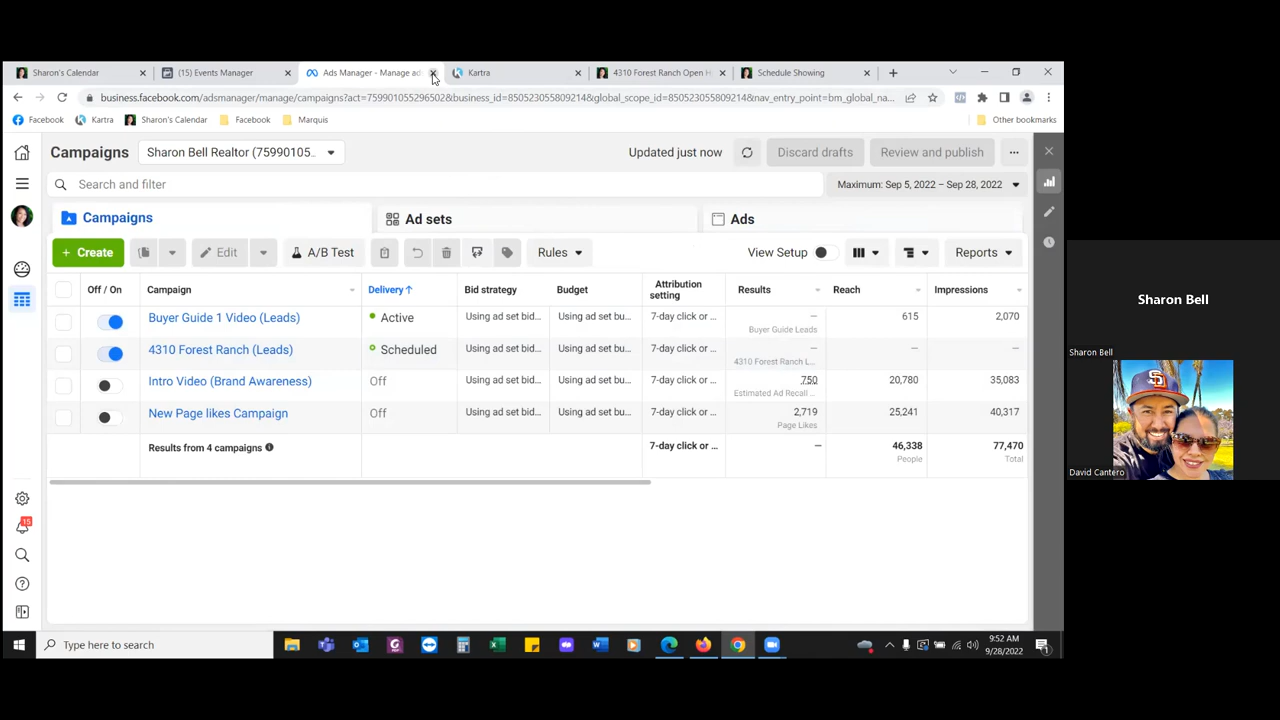 Sharon's Calendar
(15) Events Manager
Ads Manager - Manage ad
Kartra
4310 Forest Ranch Open H
Schedule Showing
business.facebook.com/adsmanager/manage/campaigns?act=759901055296502&business_id=850523055809214&global_scope_id=850523055809214&nav_entry_point=bm_global_na...
Facebook
Kartra
Sharon's Calendar
Facebook
Marquis
Other bookmarks
Campaigns
Sharon Bell Realtor (75990105...
Updated just now
Discard drafts
Review and publish
Search and filter
Maximum: Sep 5, 2022 – Sep 28, 2022
Campaigns
Ad sets
Ads
+ Create
Edit
A/B Test
Rules
View Setup
Reports
Off / On
Campaign
Delivery ↑
Bid strategy
Budget
Attribution
setting
Results
Reach
Impressions
Buyer Guide 1 Video (Leads)
Active
Using ad set bid...
Using ad set bu...
7-day click or ...
—
Buyer Guide Leads
615
2,070
4310 Forest Ranch (Leads)
Scheduled
Using ad set bid...
Using ad set bu...
7-day click or ...
—
4310 Forest Ranch L...
—
—
Intro Video (Brand Awareness)
Off
Using ad set bid...
Using ad set bu...
7-day click or ...
750
Estimated Ad Recall ...
20,780
35,083
New Page likes Campaign
Off
Using ad set bid...
Using ad set bu...
7-day click or ...
2,719
Page Likes
25,241
40,317
Results from 4 campaigns
7-day click or ...
—
46,338
People
77,470
Total
15
Type here to search
9:52 AM
9/28/2022
1
Sharon Bell
Sharon Bell
David Cantero